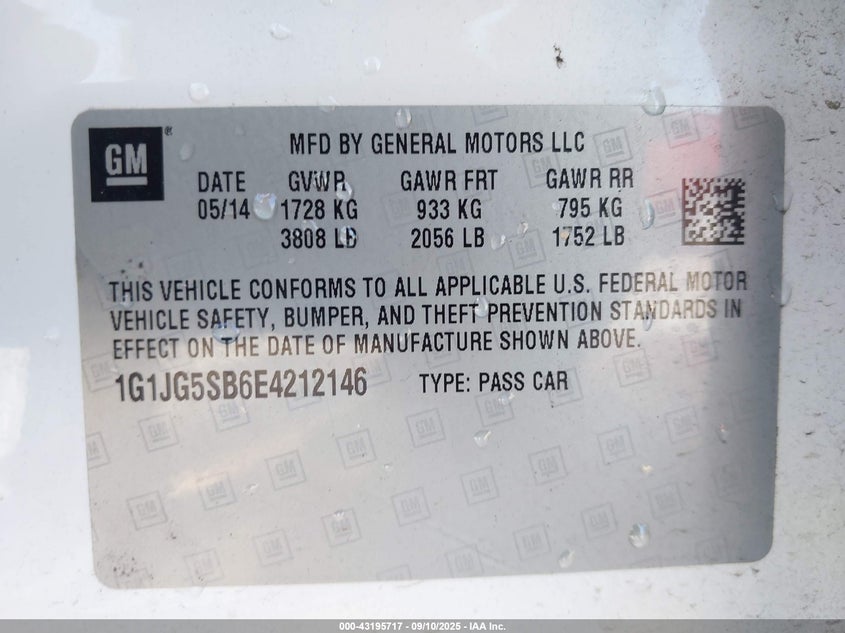 GM®
MFD BY GENERAL MOTORS LLC
DATE GVWR GAWR FRT GAWR RR
05/14 1728 KG 933 KG 795 KG
3808 LB 2056 LB 1752 LB
THIS VEHICLE CONFORMS TO ALL APPLICABLE U.S. FEDERAL MOTOR
VEHICLE SAFETY, BUMPER, AND THEFT PREVENTION STANDARDS IN
EFFECT ON THE DATE OF MANUFACTURE SHOWN ABOVE.
1G1JG5SB6E4212146 TYPE: PASS CAR
000-43195717 - 09/10/2025 - IAA Inc.